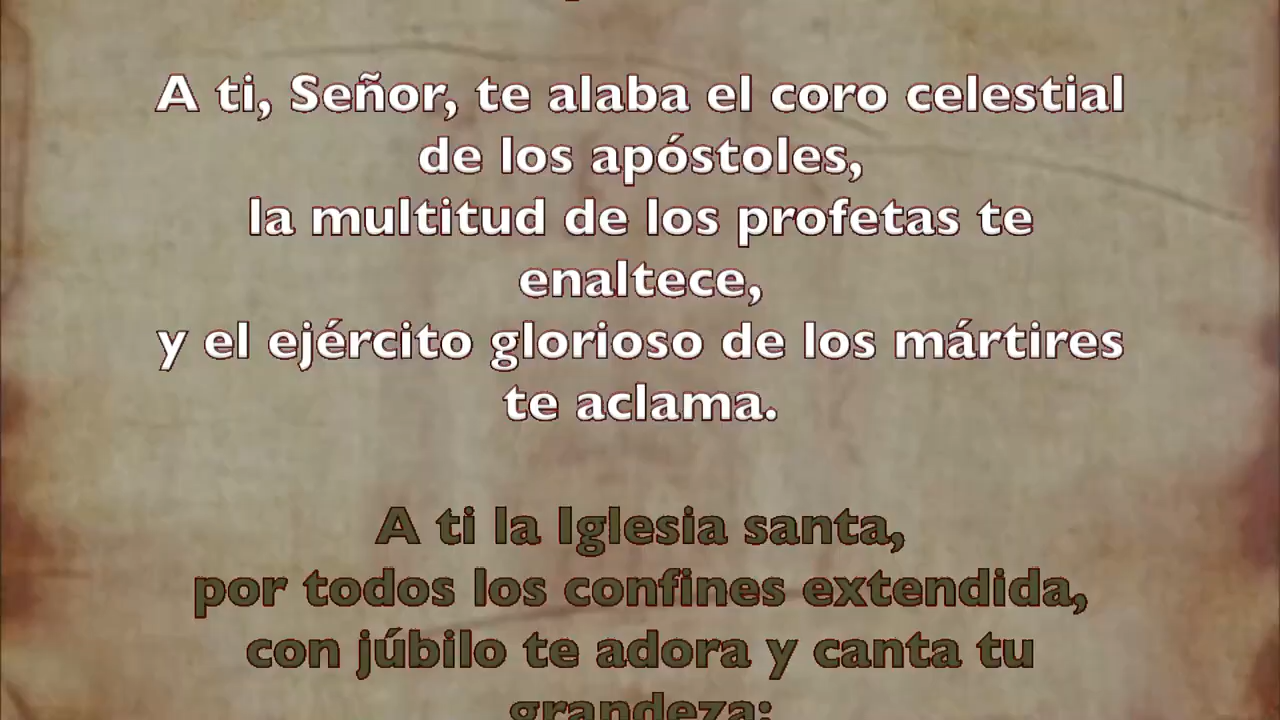 A ti, Señor, te alaba el coro celestial
de los apóstoles,
la multitud de los profetas te
enaltece,
y el ejército glorioso de los mártires
te aclama.
A ti la Iglesia santa,
por todos los confines extendida,
con júbilo te adora y canta tu
grandeza: